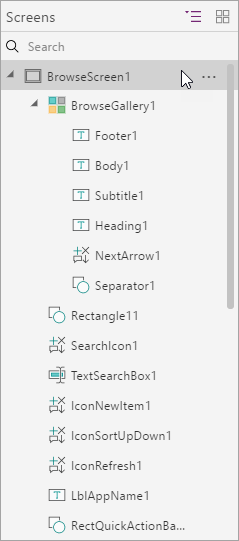 Screens
Search
BrowseScreen1
BrowseGallery1
Footer1
Body1
Subtitle1
Heading1
NextArrow1
Separator1
Rectangle11
SearchIcon1
TextSearchBox1
IconNewItem1
IconSortUpDown1
IconRefresh1
LblAppName1
RectQuickActionBa...